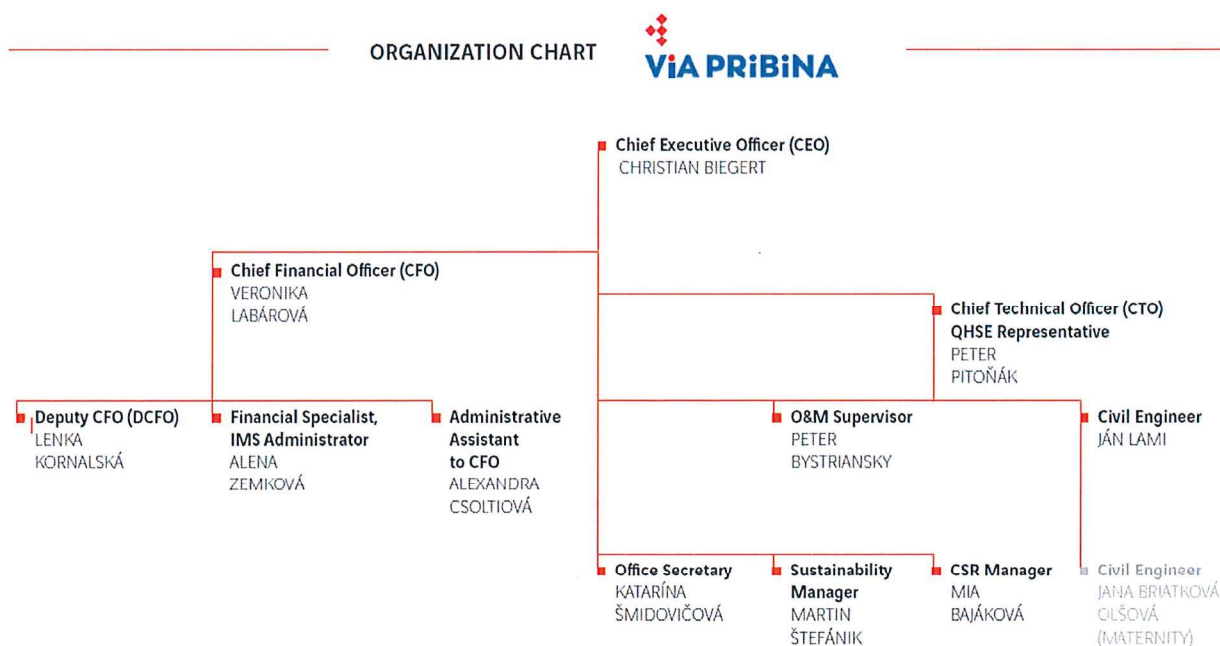 ORGANIZATION CHART
ViA PRiBiNA
Chief Executive Officer (CEO)
CHRISTIAN BIEGERT
Chief Financial Officer (CFO)
VERONIKA
LABÁROVÁ
Chief Technical Officer (CTO)
QHSE Representative
PETER
PITOŇÁK
Deputy CFO (DCFO)
LENKA
KORNALSKÁ
Financial Specialist,
IMS Administrator
ALENA
ZEMKOVÁ
Administrative
Assistant
to CFO
ALEXANDRA
CSOLTIOVÁ
O&M Supervisor
PETER
BYSTRIANSKY
Civil Engineer
JÁN LAMI
Office Secretary
KATARÍNA
ŠMIDOVIČOVÁ
Sustainability
Manager
MARTIN
ŠTEFÁNIK
CSR Manager
MIA
BAJÁKOVÁ
Civil Engineer
JANA BRIATKOVÁ
OLŠOVÁ
(MATERNITY)